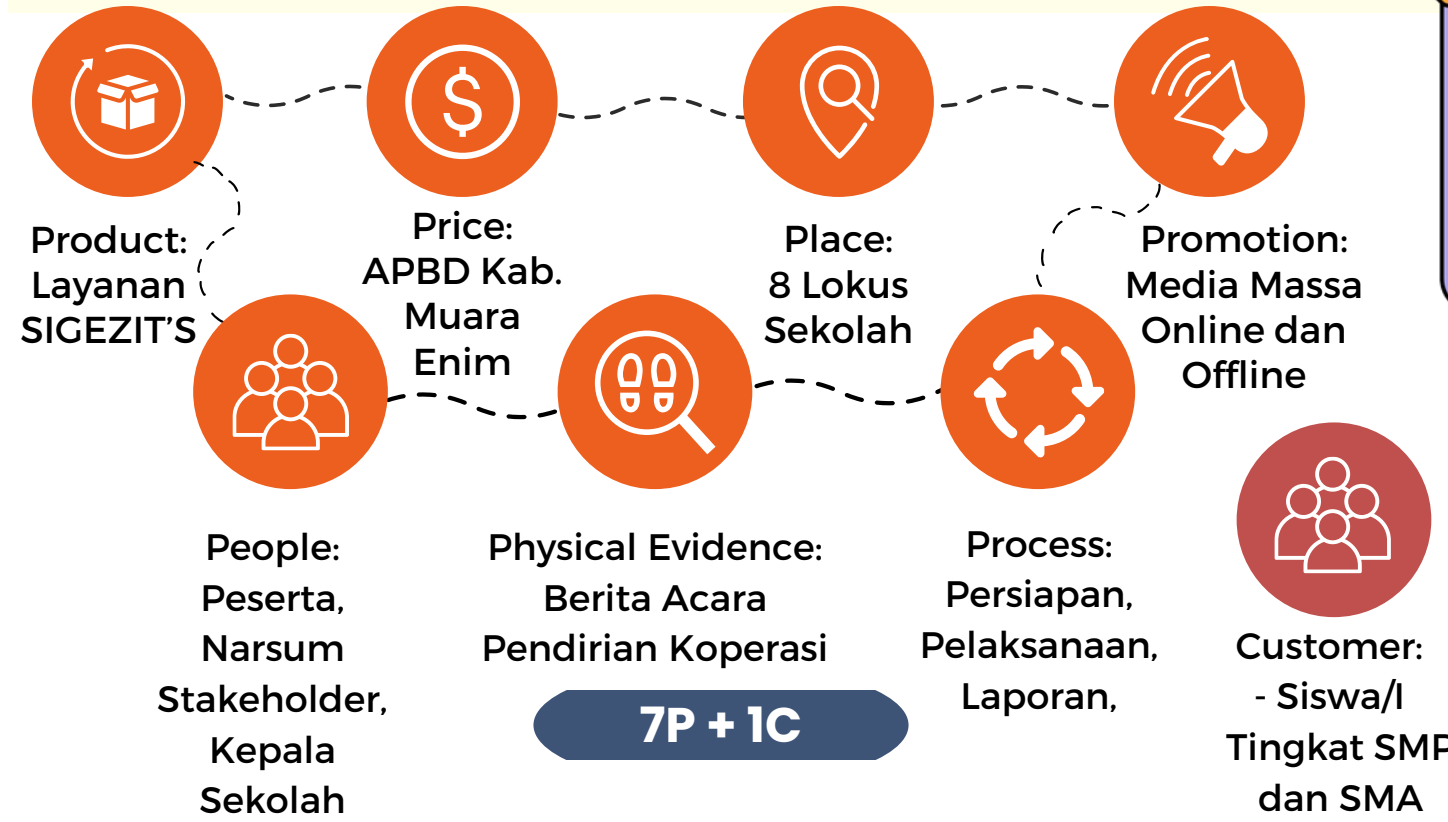 Product:
Layanan
SIGEZIT'S
Price:
APBD Kab.
Muara
Enim
Place:
8 Lokus
Sekolah
Promotion:
Media Massa
Online dan
Offline
People:
Peserta,
Narsum
Stakeholder,
Kepala
Sekolah
Physical Evidence:
Berita Acara
Pendirian Koperasi
Process:
Persiapan,
Pelaksanaan,
Laporan,
Customer:
- Siswa/I
Tingkat SMP
dan SMA
7P + 1C